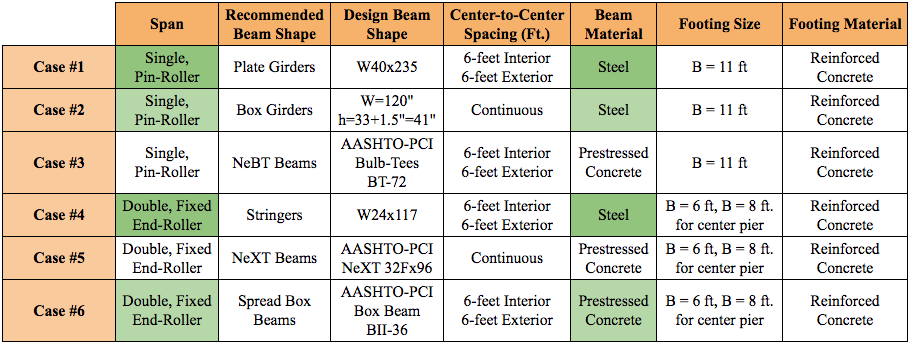 Span
Recommended
Beam Shape
Design Beam
Shape
Center-to-Center
Spacing (Ft.)
Beam
Material
Footing Size
Footing Material
Case #1
Single,
Pin-Roller
Plate Girders
W40x235
6-feet Interior
6-feet Exterior
Steel
B = 11 ft
Reinforced
Concrete
Case #2
Single,
Pin-Roller
Box Girders
W=120"
h=33+1.5"=41"
Continuous
Steel
B = 11 ft
Reinforced
Concrete
Case #3
Single,
Pin-Roller
NeBT Beams
AASHTO-PCI
Bulb-Tees
BT-72
6-feet Interior
6-feet Exterior
Prestressed
Concrete
B = 11 ft
Reinforced
Concrete
Case #4
Double, Fixed
End-Roller
Stringers
W24x117
6-feet Interior
6-feet Exterior
Steel
B = 6 ft, B = 8 ft.
for center pier
Reinforced
Concrete
Case #5
Double, Fixed
End-Roller
NeXT Beams
AASHTO-PCI
NeXT 32Fx96
Continuous
Prestressed
Concrete
B = 6 ft, B = 8 ft.
for center pier
Reinforced
Concrete
Case #6
Double, Fixed
End-Roller
Spread Box
Beams
AASHTO-PCI
Box Beam
BII-36
6-feet Interior
6-feet Exterior
Prestressed
Concrete
B = 6 ft, B = 8 ft.
for center pier
Reinforced
Concrete